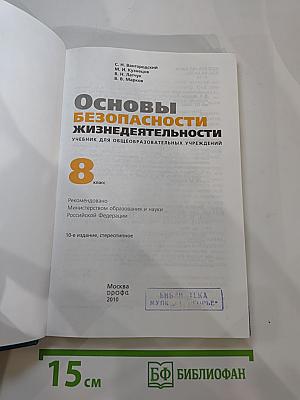 С. Н. Вангородский
М. И. Кузнецов
В. Н. Латчук
В. В. Марков
Основы
БЕЗОПАСНОСТИ
ЖИЗНЕДЕЯТЕЛЬНОСТИ
УЧЕБНИК ДЛЯ ОБЩЕОБРАЗОВАТЕЛЬНЫХ УЧРЕЖДЕНИЙ
8 класс
Рекомендовано
Министерством образования и науки
Российской Федерации
10-е издание, стереотипное
Москва
дрофа
2010
БИБЛИОТЕКА
15 см
БФ БИБЛИОФАН